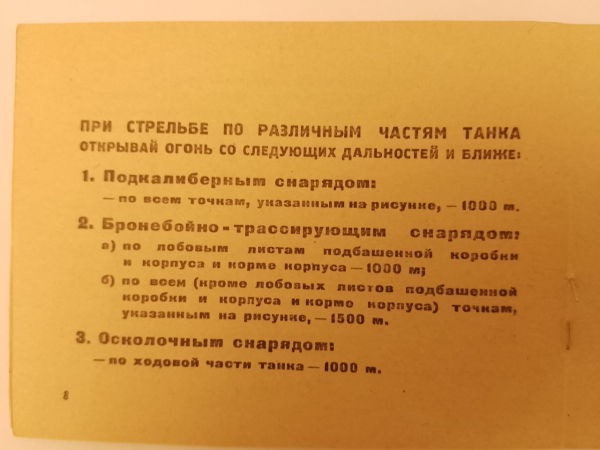 ПРИ СТРЕЛЬБЕ ПО РАЗЛИЧНЫМ ЧАСТЯМ ТАНКА
ОТКРЫВАЙ ОГОНЬ СО СЛЕДУЮЩИХ ДАЛЬНОСТЕЙ И БЛИЖЕ:
1. Подкалиберным снарядом:
— по всем точкам, указанным на рисунке, — 1000 м.
2. Бронебойно-трассирующим снарядом:
а) по лобовым листам подбашенной коробки
и корпуса и корме корпуса — 1000 м;
б) по всем (кроме лобовых листов подбашенной
коробки и корпуса и корме корпуса) точкам,
указанным на рисунке, — 1500 м.
3. Осколочным снарядом:
— по ходовой части танка — 1000 м.
8